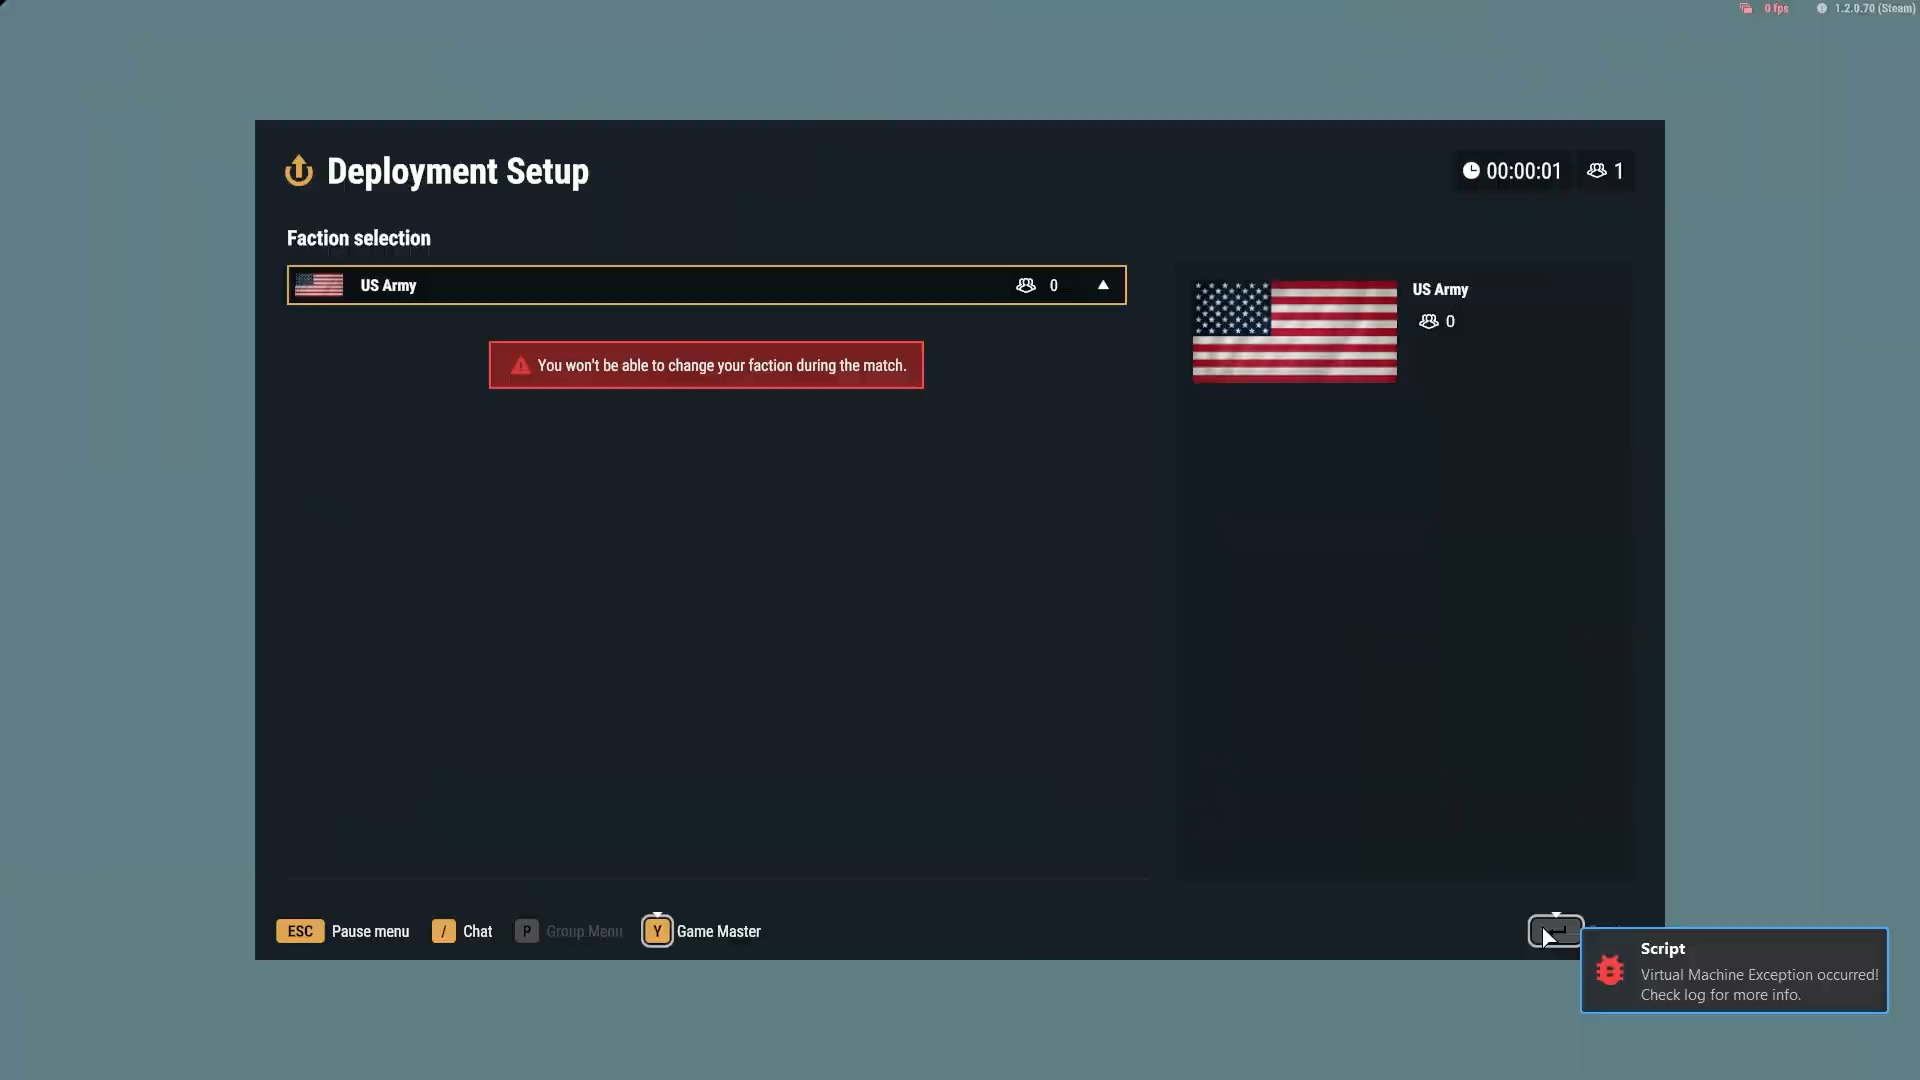 0 fps
1.2.0.70 (Steam)
Deployment Setup
00:00:01
1
Faction selection
US Army
0
US Army
0
You won't be able to change your faction during the match.
ESC Pause menu
/ Chat
P Group Menu
Y Game Master
Script
Virtual Machine Exception occurred!
Check log for more info.